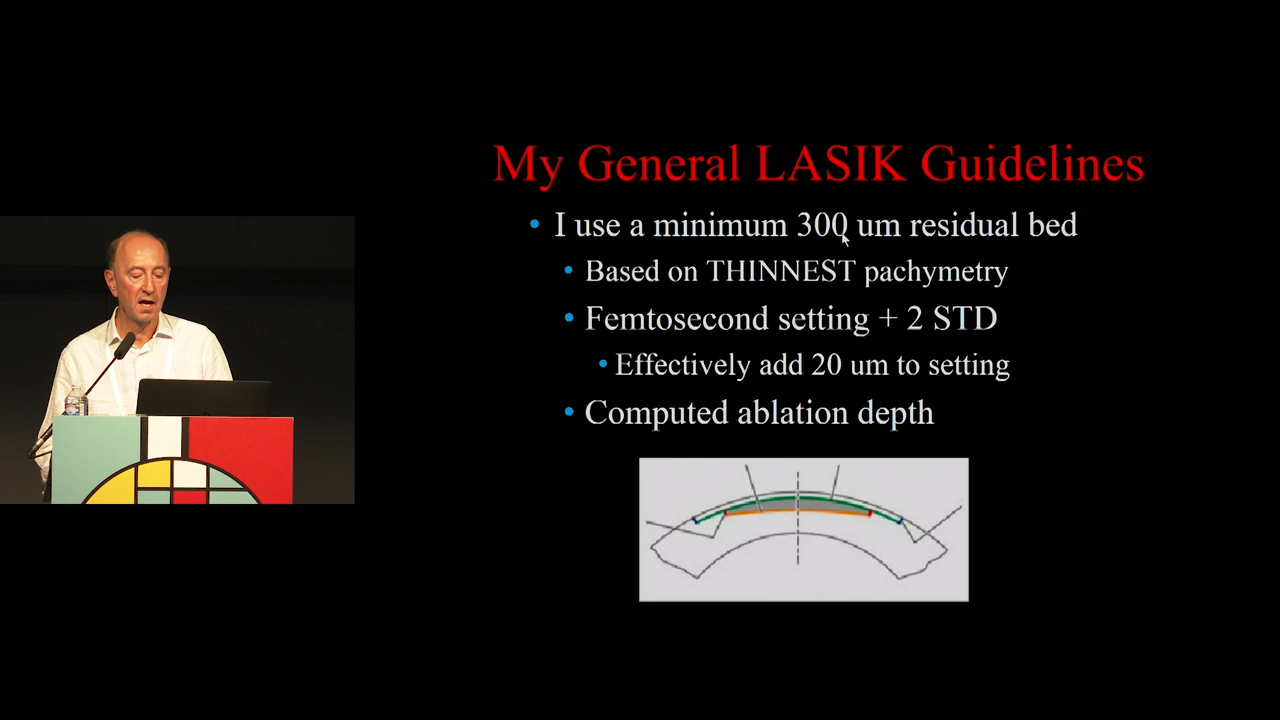 My General LASIK Guidelines
• I use a minimum 300 um residual bed
• Based on THINNEST pachymetry
• Femtosecond setting + 2 STD
• Effectively add 20 um to setting
• Computed ablation depth